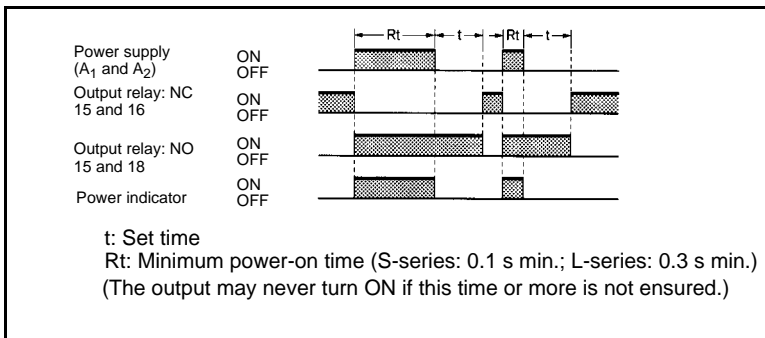 Rt t Rt t
Power supply ON
(A₁ and A₂) OFF
Output relay: NC ON
15 and 16 OFF
Output relay: NO ON
15 and 18 OFF
Power indicator ON
OFF
t: Set time
Rt: Minimum power-on time (S-series: 0.1 s min.; L-series: 0.3 s min.)
(The output may never turn ON if this time or more is not ensured.)